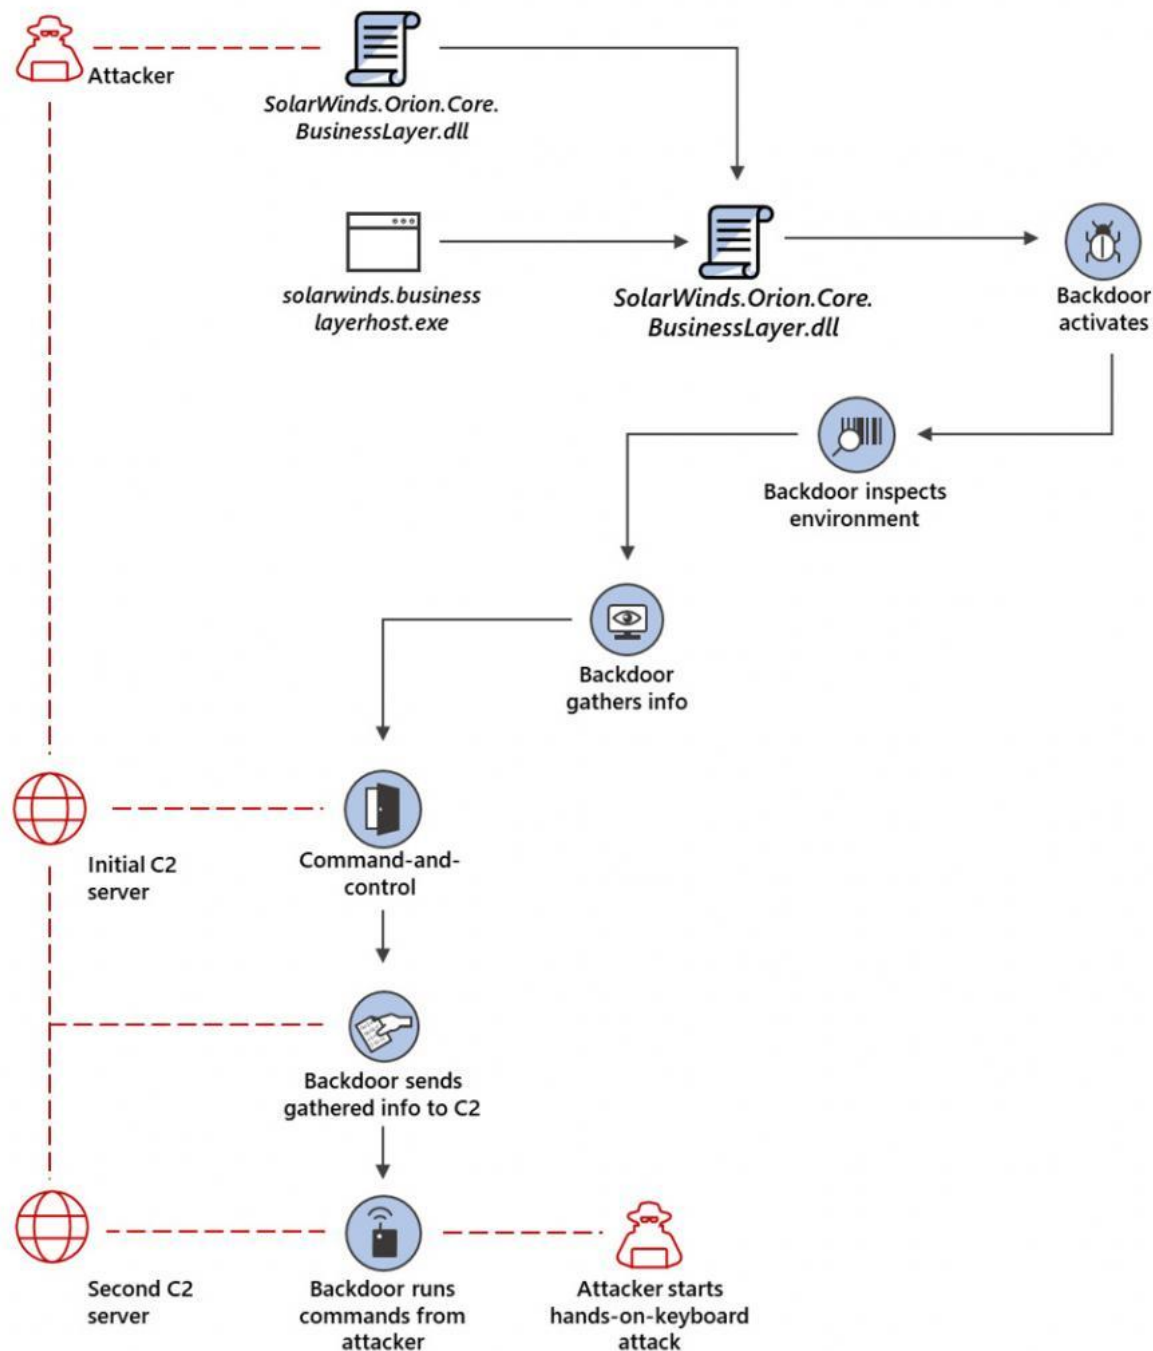 Attacker
SolarWinds.Orion.Core.
BusinessLayer.dll
solarwinds.business
layerhost.exe
SolarWinds.Orion.Core.
BusinessLayer.dll
Backdoor
activates
Backdoor inspects
environment
Backdoor
gathers info
Initial C2
server
Command-and-
control
Backdoor sends
gathered info to C2
Second C2
server
Backdoor runs
commands from
attacker
Attacker starts
hands-on-keyboard
attack